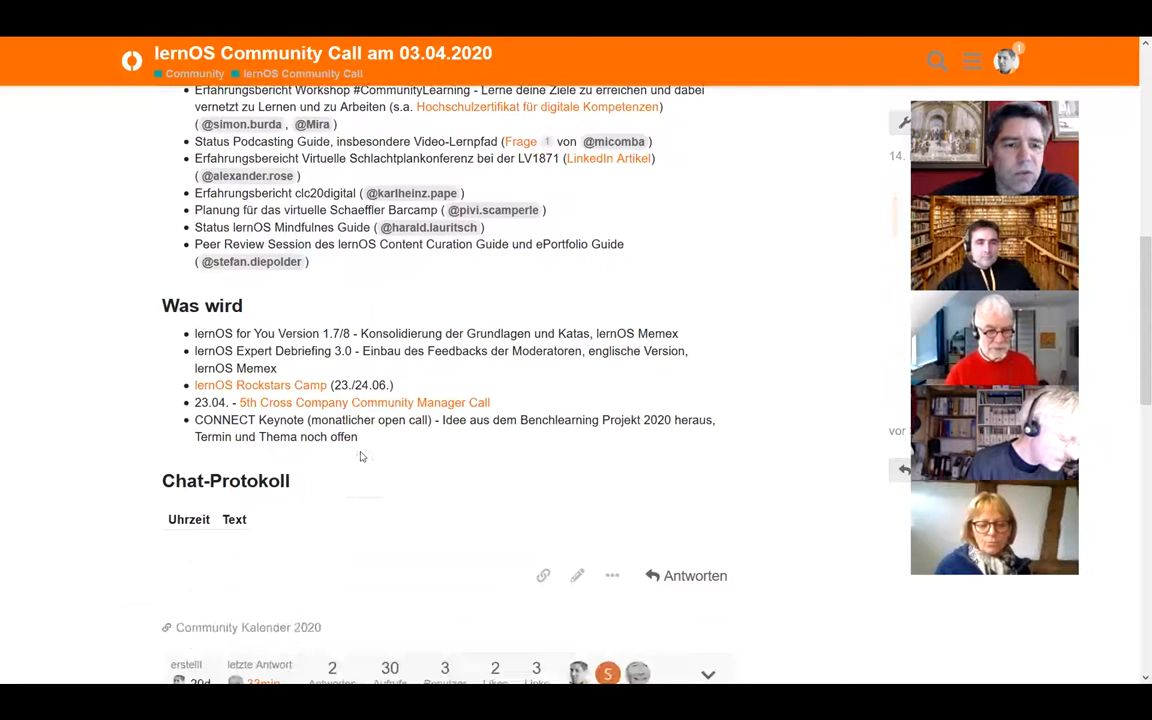 lernOS Community Call am 03.04.2020
Community lernOS Community Call
1
Erfahrungsbericht Workshop #CommunityLearning - Lerne deine Ziele zu erreichen und dabei
vernetzt zu Lernen und zu Arbeiten (s.a. Hochschulzertifikat für digitale Kompetenzen)
( @simon.burda , @Mira )
Status Podcasting Guide, insbesondere Video-Lernpfad (Frage 1 von @micomba )
14.
Erfahrungsbereicht Virtuelle Schlachtplankonferenz bei der LV1871 (LinkedIn Artikel)
( @alexander.rose )
Erfahrungsbericht clc20digital ( @karlheinz.pape )
Planung für das virtuelle Schaeffler Barcamp ( @pivi.scamperle )
Status lernOS Mindfulnes Guide ( @harald.lauritsch )
Peer Review Session des lernOS Content Curation Guide und ePortfolio Guide
( @stefan.diepolder )
Was wird
lernOS for You Version 1.7/8 - Konsolidierung der Grundlagen und Katas, lernOS Memex
lernOS Expert Debriefing 3.0 - Einbau des Feedbacks der Moderatoren, englische Version,
lernOS Memex
lernOS Rockstars Camp (23./24.06.)
23.04. - 5th Cross Company Community Manager Call
CONNECT Keynote (monatlicher open call) - Idee aus dem Benchlearning Projekt 2020 heraus,
Termin und Thema noch offen
vor
Chat-Protokoll
Uhrzeit Text
Antworten
Community Kalender 2020
erstellt letzte Antwort 2 30 3 2 3
20d 33min Antworten Aufrufe Benutzer Likes Links
S